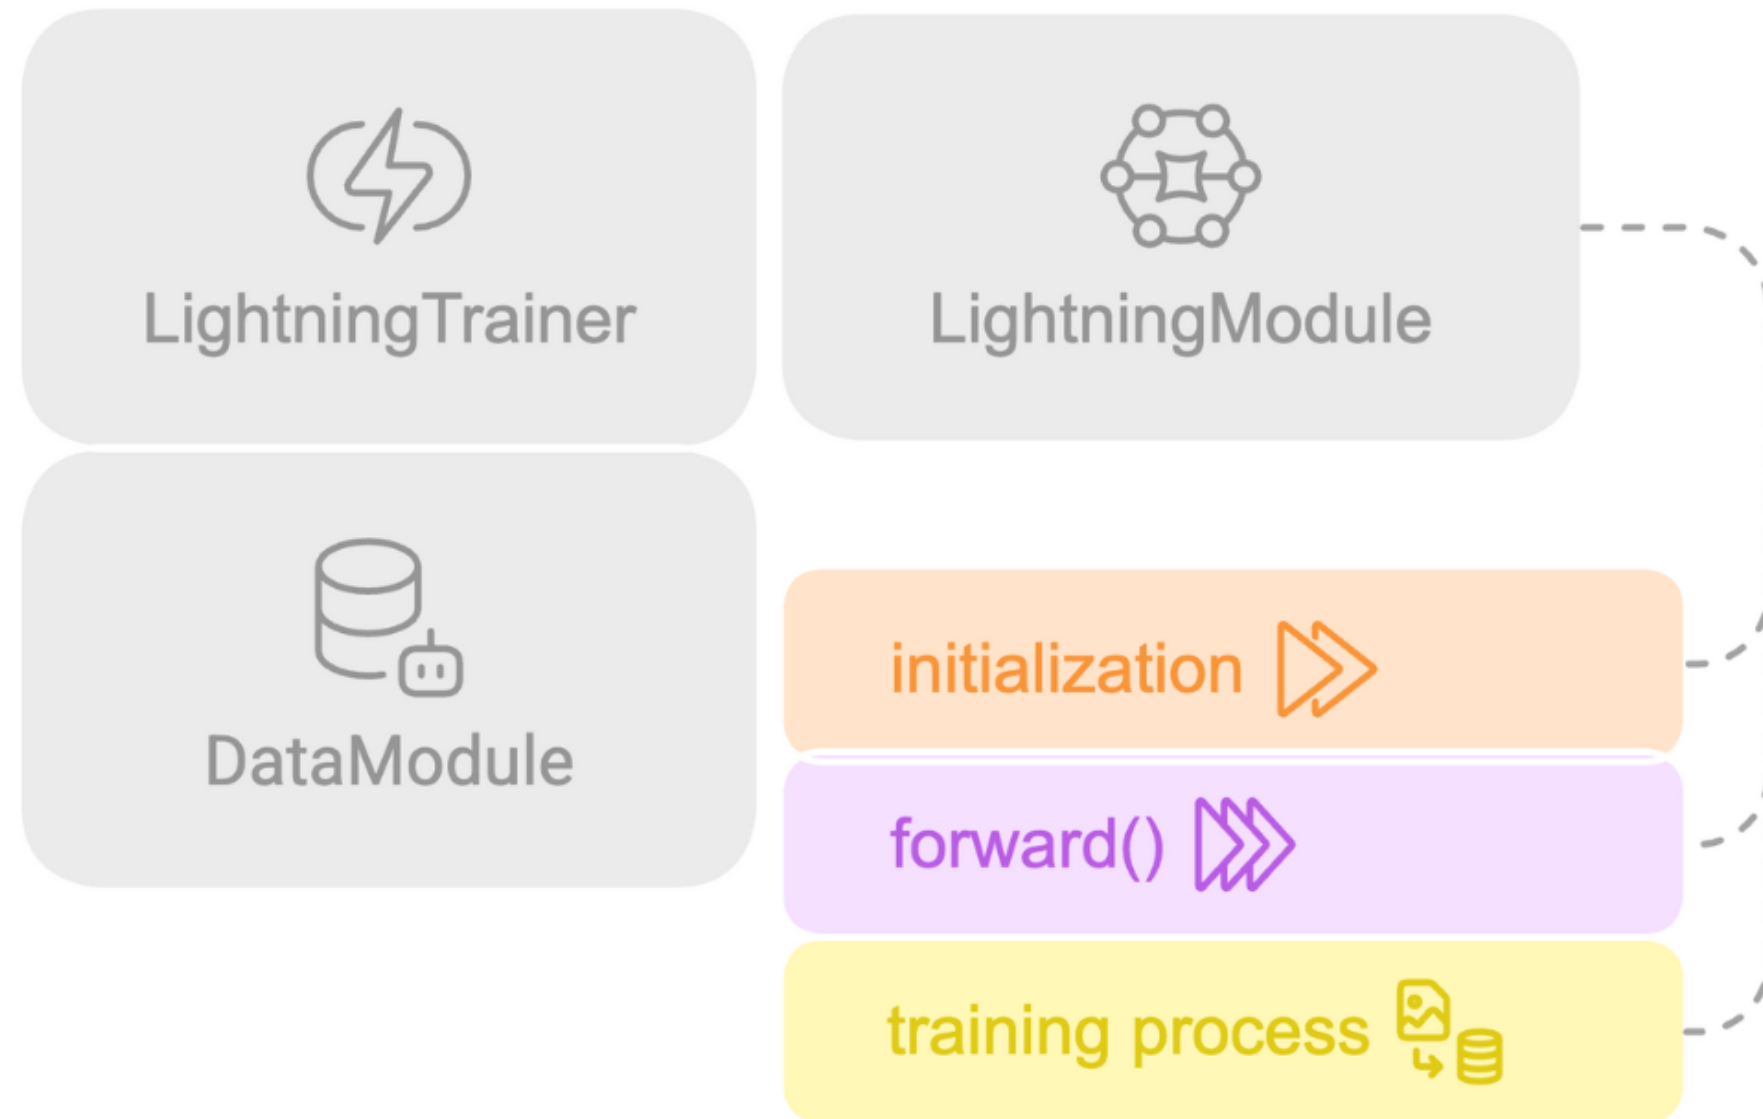 LightningTrainer
LightningModule
DataModule
initialization
forward()
training process